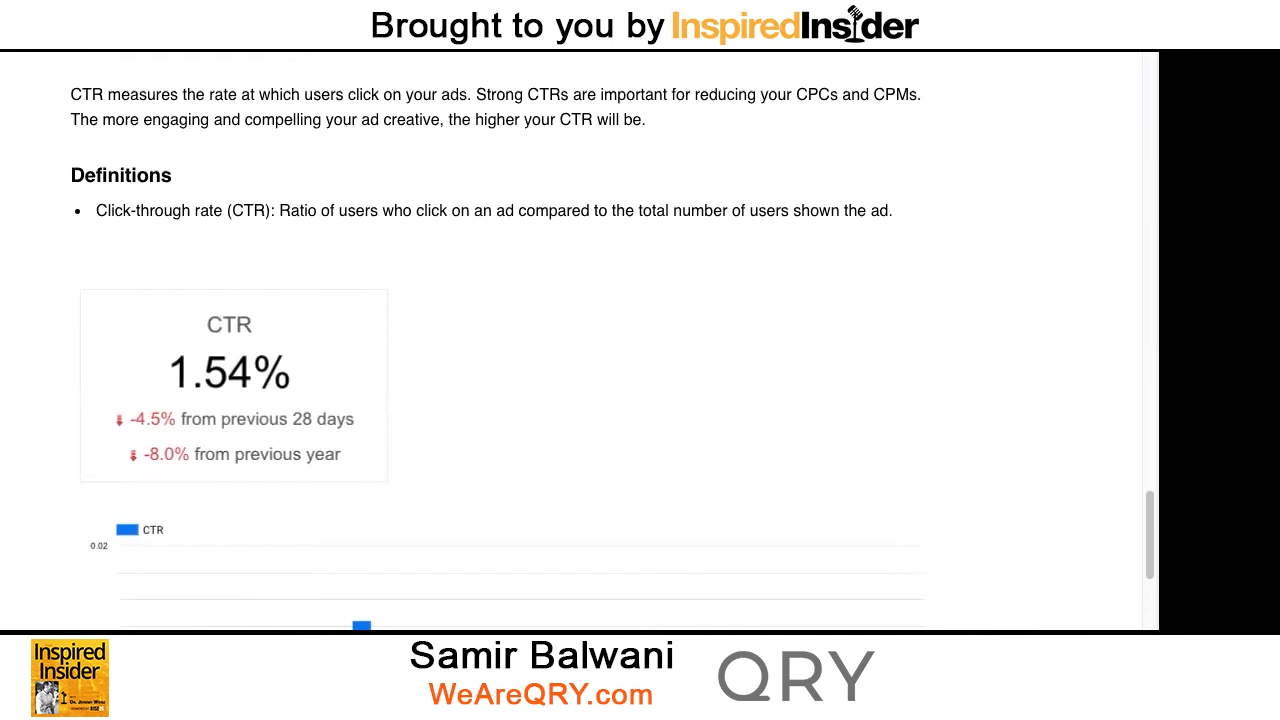 Brought to you by InspiredInsider
CTR measures the rate at which users click on your ads. Strong CTRs are important for reducing your CPCs and CPMs.
The more engaging and compelling your ad creative, the higher your CTR will be.
Definitions
• Click-through rate (CTR): Ratio of users who click on an ad compared to the total number of users shown the ad.
CTR
1.54%
-4.5% from previous 28 days
-8.0% from previous year
CTR
0.02
Inspired
Insider
Samir Balwani
WeAreQRY.com
QRY